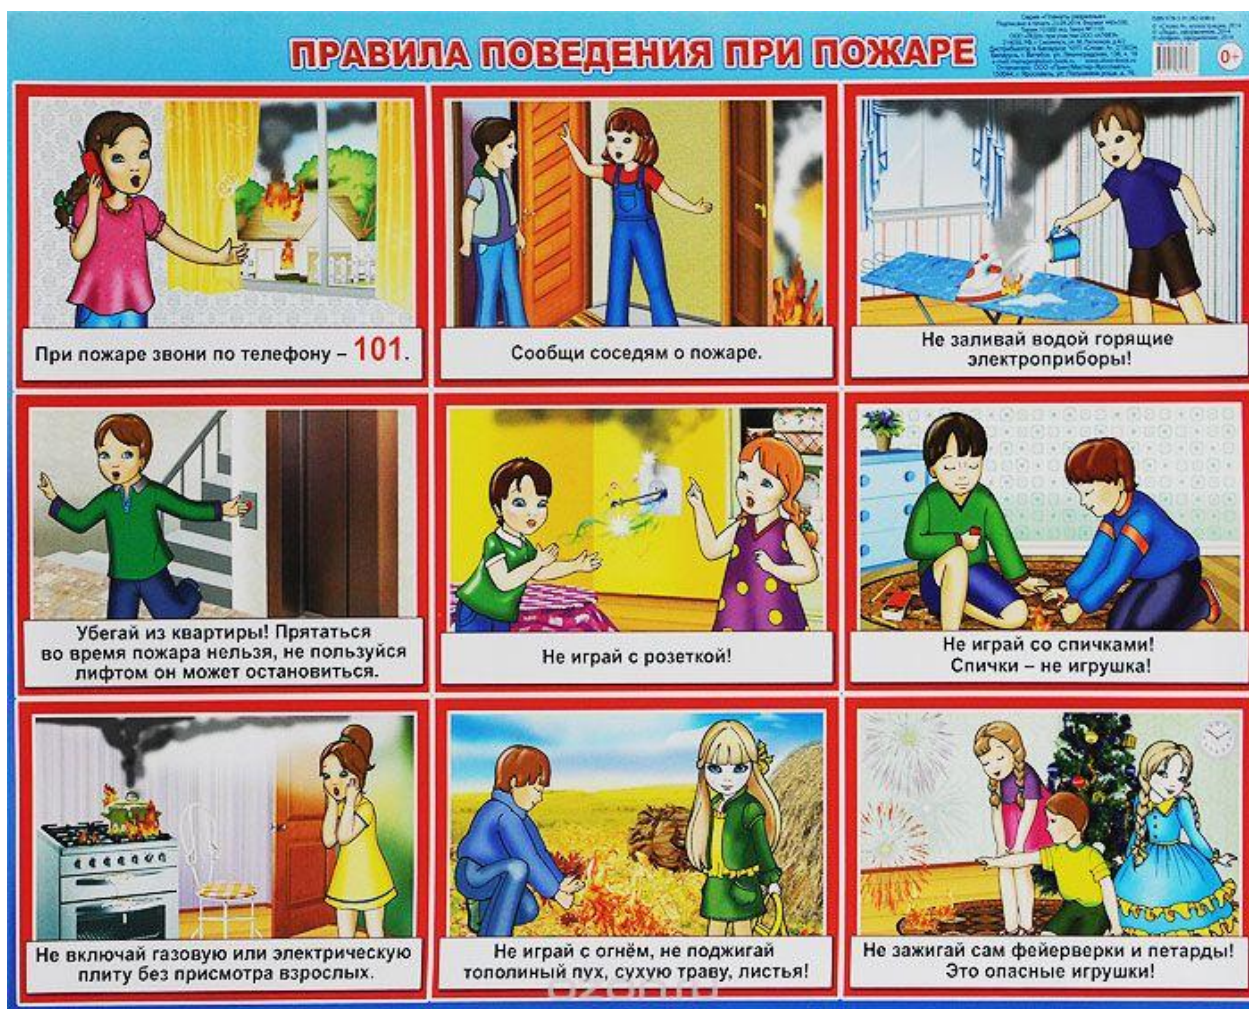 ПРАВИЛА ПОВЕДЕНИЯ ПРИ ПОЖАРЕ
0+
При пожаре звони по телефону – 101.
Сообщи соседям о пожаре.
Не заливай водой горящие
электроприборы!
Убегай из квартиры! Прятаться
во время пожара нельзя, не пользуйся
лифтом он может остановиться.
Не играй с розеткой!
Не играй со спичками!
Спички – не игрушка!
Не включай газовую или электрическую
плиту без присмотра взрослых.
Не играй с огнём, не поджигай
тополиный пух, сухую траву, листья!
Не зажигай сам фейерверки и петарды!
Это опасные игрушки!
ozon.ru